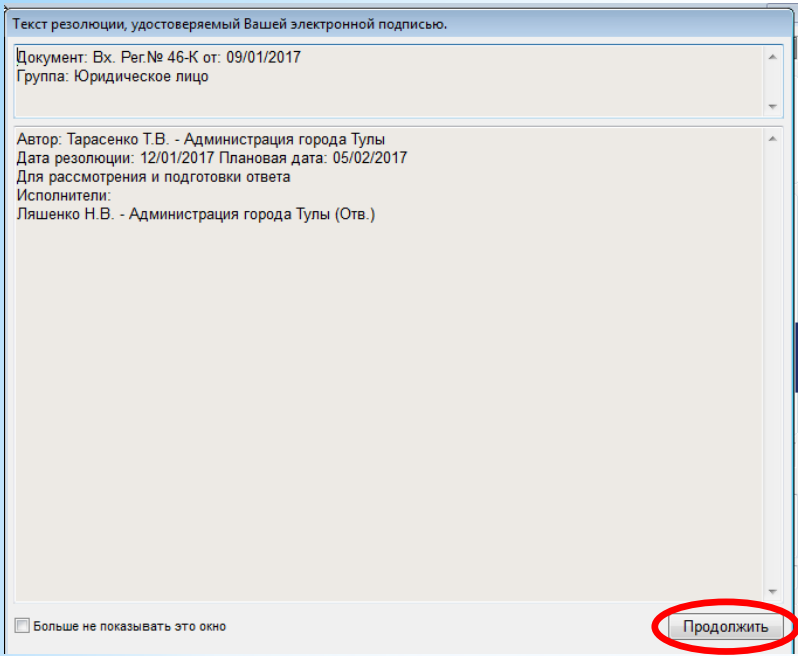 Текст резолюции, удостоверяемый Вашей электронной подписью.
Документ: Вх. Рег.№ 46-К от: 09/01/2017
Группа: Юридическое лицо
Автор: Тарасенко Т.В. - Администрация города Тулы
Дата резолюции: 12/01/2017 Плановая дата: 05/02/2017
Для рассмотрения и подготовки ответа
Исполнители:
Ляшенко Н.В. - Администрация города Тулы (Отв.)
Больше не показывать это окно
Продолжить